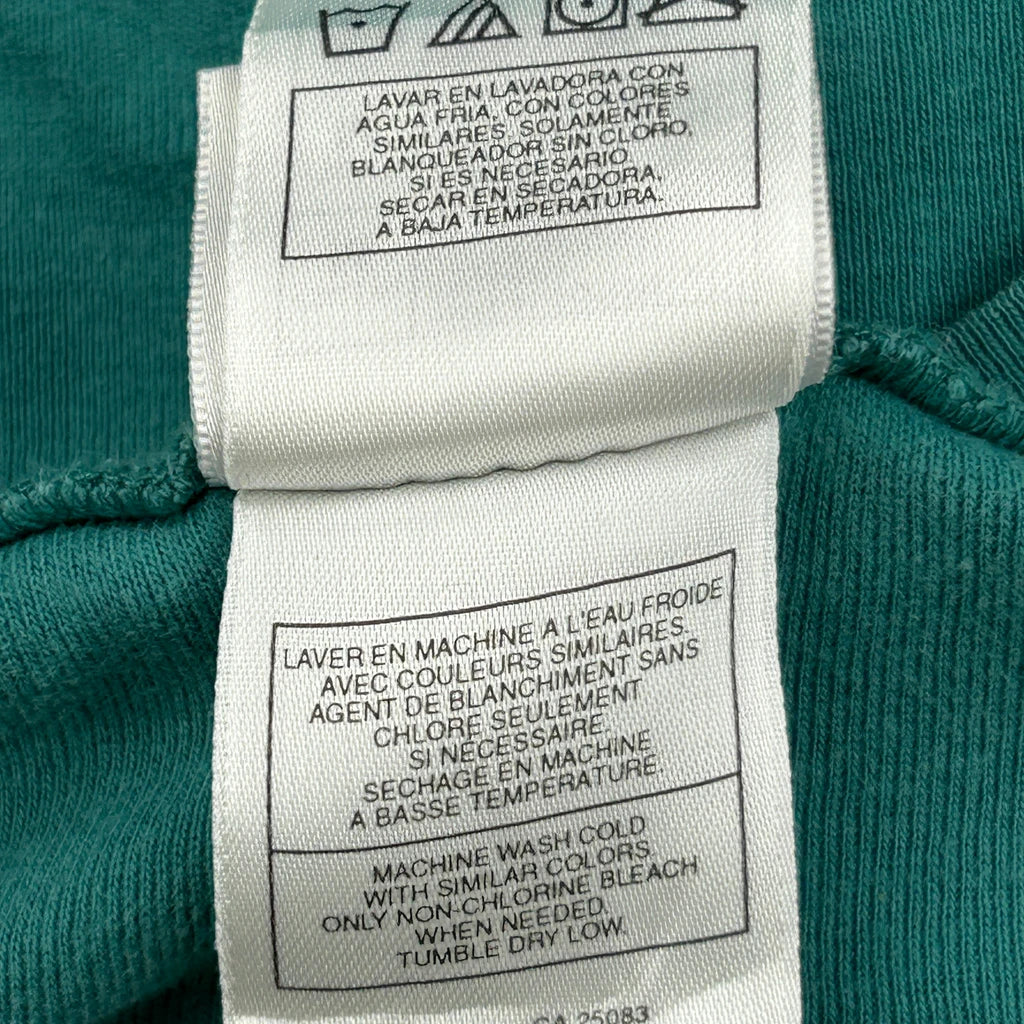 LAVAR EN LAVADORA CON
AGUA FRIA, CON COLORES
SIMILARES. SOLAMENTE
BLANQUEADOR SIN CLORO,
SI ES NECESARIO.
SECAR EN SECADORA,
A BAJA TEMPERATURA.
LAVER EN MACHINE A L'EAU FROIDE
AVEC COULEURS SIMILAIRES.
AGENT DE BLANCHIMENT SANS
CHLORE SEULEMENT
SI NECESSAIRE.
SECHAGE EN MACHINE
A BASSE TEMPERATURE.
MACHINE WASH COLD
WITH SIMILAR COLORS.
ONLY NON-CHLORINE BLEACH
WHEN NEEDED.
TUMBLE DRY LOW.
CA 25083